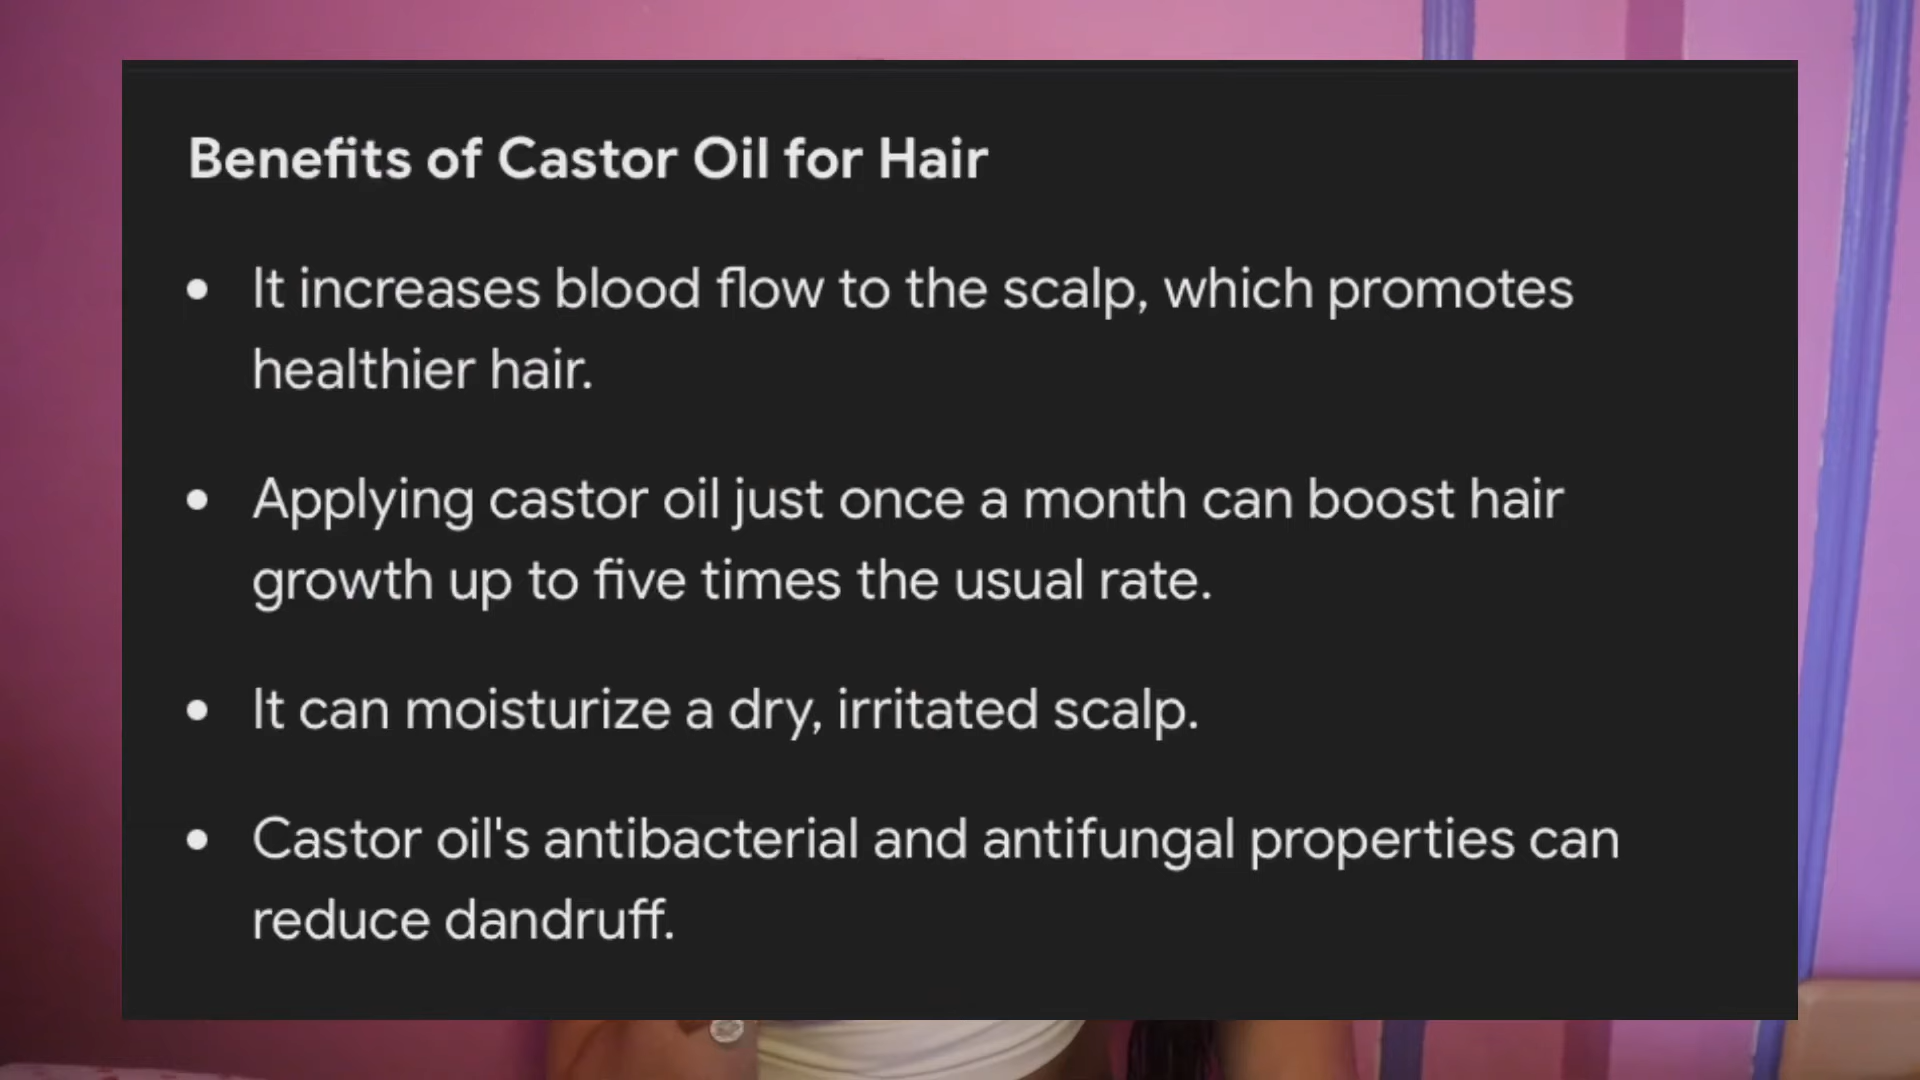 Benefits of Castor Oil for Hair
• It increases blood flow to the scalp, which promotes
healthier hair.
• Applying castor oil just once a month can boost hair
growth up to five times the usual rate.
• It can moisturize a dry, irritated scalp.
• Castor oil's antibacterial and antifungal properties can
reduce dandruff.